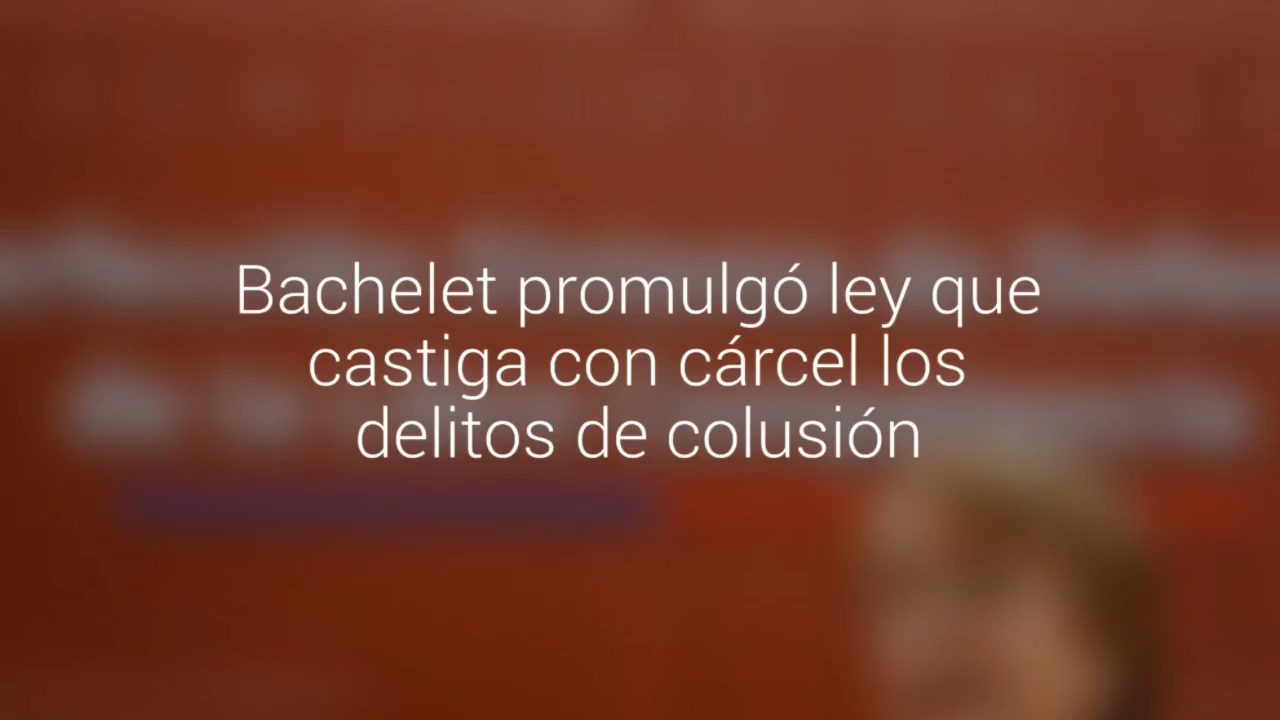 Bachelet promulgó ley que
castiga con cárcel los
delitos de colusión